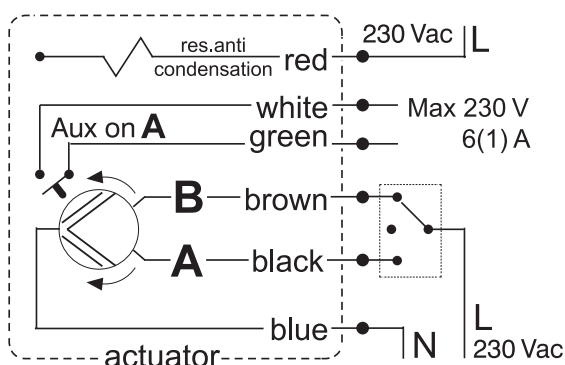 res.anti
condensation
red
230 Vac L
white
Max 230 V
Aux on A
green
6(1) A
B brown
A black
blue
N
L
230 Vac
actuator